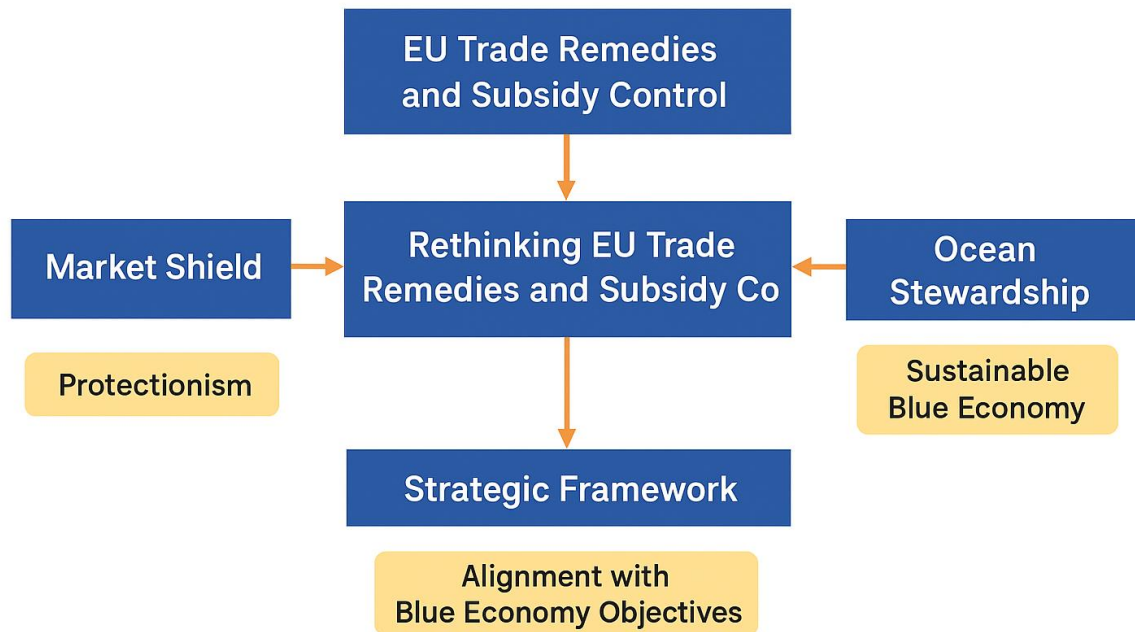 EU Trade Remedies
and Subsidy Control
Market Shield
Protectionism
Rethinking EU Trade
Remedies and Subsidy Co
Ocean
Stewardship
Sustainable
Blue Economy
Strategic Framework
Alignment with
Blue Economy Objectives